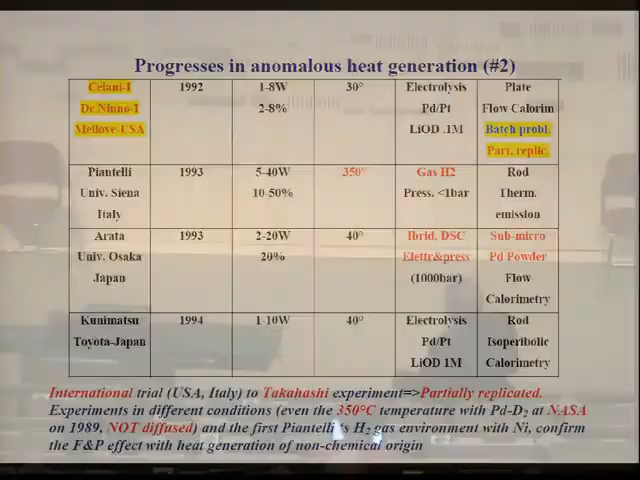 Progresses in anomalous heat generation (#2)
Celani-I 1992 1-8W 30° Electrolysis Plate
De Ninno-I 2-8% Pd/Pt Flow Calorim
Mellove-USA LiOD .1M Batch probl.
Part. replic.
Piantelli 1993 5-40W 350° Gas H2 Rod
Univ. Siena 10-50% Press. <1bar Therm.
Italy emission
Arata 1993 2-20W 40° Ibrid, DSC Sub-micro
Univ. Osaka 20% Elettr&press Pd Powder
Japan (1000bar) Flow
Calorimetry
Kunimatsu 1994 1-10W 40° Electrolysis Rod
Toyota-Japan Pd/Pt Isoperibolic
LiOD 1M Calorimetry
International trial (USA, Italy) to Takahashi experiment=>Partially replicated.
Experiments in different conditions (even the 350°C temperature with Pd-D₂ at NASA
on 1989, NOT diffused) and the first Piantelli's H₂ gas environment with Ni, confirm
the F&P effect with heat generation of non-chemical origin